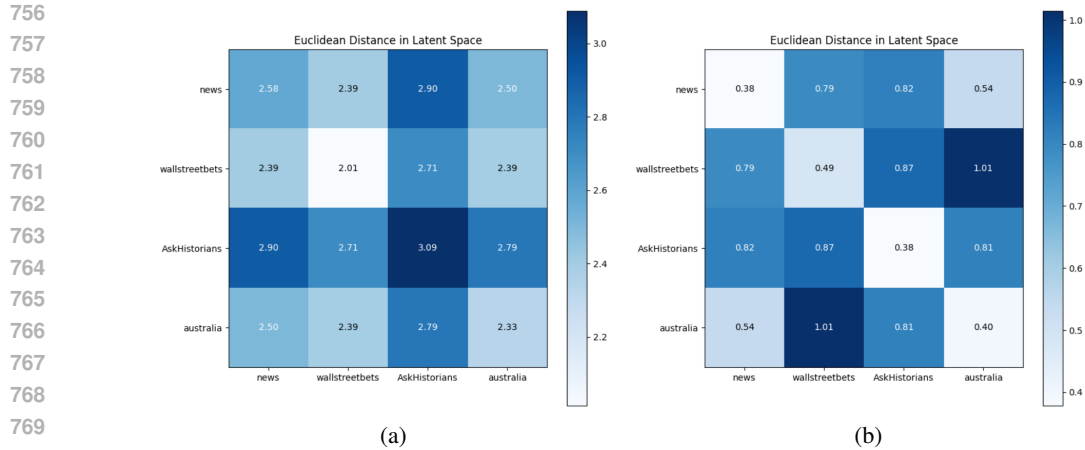 756
757
758
759
760
761
762
763
764
765
766
767
768
769
Euclidean Distance in Latent Space
news 2.58 2.39 2.90 2.50
wallstreetbets 2.39 2.01 2.71 2.39
AskHistorians 2.90 2.71 3.09 2.79
australia 2.50 2.39 2.79 2.33
news wallstreetbets AskHistorians australia
3.0
2.8
2.6
2.4
2.2
(a)
Euclidean Distance in Latent Space
news 0.38 0.79 0.82 0.54
wallstreetbets 0.79 0.49 0.87 1.01
AskHistorians 0.82 0.87 0.38 0.81
australia 0.54 1.01 0.81 0.40
news wallstreetbets AskHistorians australia
1.0
0.9
0.8
0.7
0.6
0.5
0.4
(b)